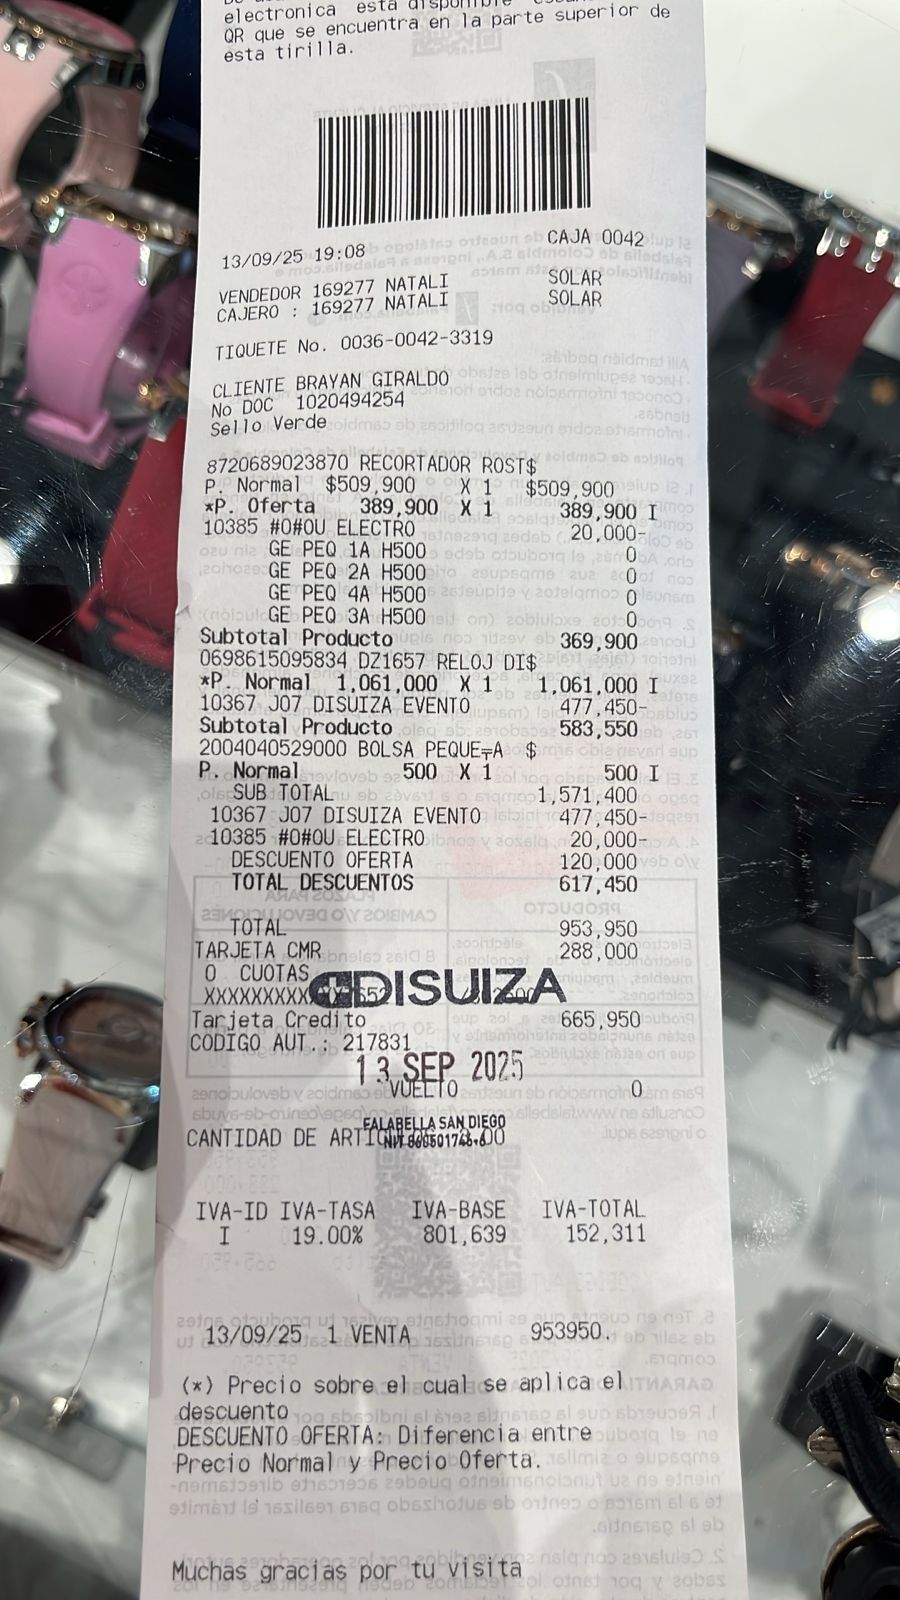 electronica está
QR que se encuentra en la parte superior de
esta tirilla.
13/09/25 19:08 CAJA 0042
VENDEDOR 169277 NATALI SOLAR
CAJERO : 169277 NATALI SOLAR
TIQUETE No. 0036-0042-3319
CLIENTE BRAYAN GIRALDO
No DOC 1020494254
Sello Verde
8720689023870 RECORTADOR ROST$
P. Normal $509,900 X 1 $509,900
*P. Oferta 389,900 X 1 389,900 I
10385 #O#OU ELECTRO 20,000-
GE PEQ 1A H500 0
GE PEQ 2A H500 0
GE PEQ 4A H500 0
GE PEQ 3A H500 0
Subtotal Producto 369,900
0698615095834 DZ1657 RELOJ DI$
*P. Normal 1,061,000 X 1 1,061,000 I
10367 J07 DISUIZA EVENTO 477,450-
Subtotal Producto 583,550
2004040529000 BOLSA PEQUE╤A $
P. Normal 500 X 1 500 I
SUB TOTAL 1,571,400
10367 J07 DISUIZA EVENTO 477,450-
10385 #O#OU ELECTRO 20,000-
DESCUENTO OFERTA 120,000
TOTAL DESCUENTOS 617,450
TOTAL 953,950
TARJETA CMR 288,000
0 CUOTAS
DISUIZA
Tarjeta Credito 665,950
CODIGO AUT.: 217831
13 SEP 2025
VUELTO 0
FALABELLA SAN DIEGO
CANTIDAD DE
IVA-ID IVA-TASA IVA-BASE IVA-TOTAL
I 19.00% 801,639 152,311
13/09/25 1 VENTA 953950.
(*) Precio sobre el cual se aplica el
descuento
DESCUENTO OFERTA: Diferencia entre
Precio Normal y Precio Oferta.
Muchas gracias por tu visita